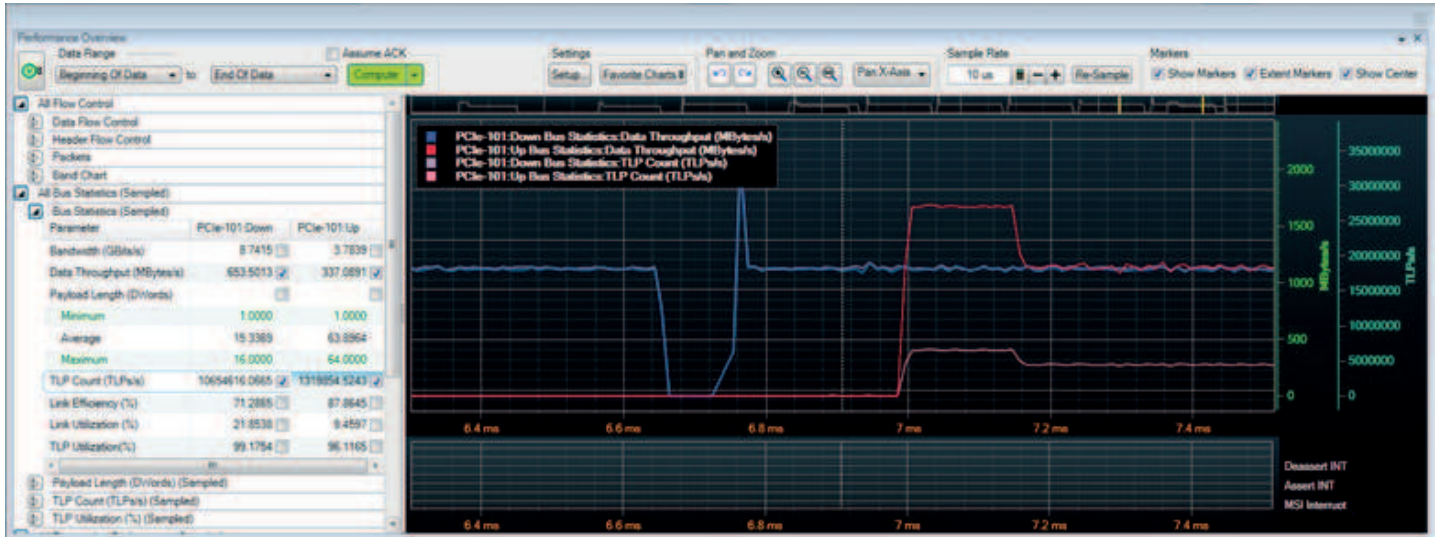 Performance Overview
Data Range
Assume ACK
Settings
Pan and Zoom
Sample Rate
Markers
Beginning Of Data to: End Of Data Compute Setup... Favorite Charts Pan X-Axis 10 us Re-Sample Show Markers Extent Markers Show Center
All Flow Control
Data Flow Control
Header Flow Control
Packets
Band Chart
All Bus Statistics (Sampled)
Bus Statistics (Sampled)
Parameter PCIe-101:Down PCIe-101:Up
Bandwidth (GBits/s) 8.7415 3.7839
Data Throughput (MBytes/s) 653.5013 337.0891
Payload Length (DWords)
Minimum 1.0000 1.0000
Average 15.3369 63.8964
Maximum 16.0000 64.0000
TLP Count (TLPs/s) 10654616.0665 1319854.5243
Link Efficiency (%) 71.2865 87.8645
Link Utilization (%) 21.8538 9.4597
TLP Utilization(%) 99.1754 96.1165
Payload Length (DWords) (Sampled)
TLP Count (TLPs/s) (Sampled)
TLP Utilization (%) (Sampled)
PCIe-101:Down Bus Statistics:Data Throughput (MBytes/s)
PCIe-101:Up Bus Statistics:Data Throughput (MBytes/s)
PCIe-101:Down Bus Statistics:TLP Count (TLPs/s)
PCIe-101:Up Bus Statistics:TLP Count (TLPs/s)
2000
1500
1000
500
0
MBytes/s
35000000
30000000
25000000
20000000
15000000
10000000
5000000
0
TLPs/s
6.4 ms 6.6 ms 6.8 ms 7 ms 7.2 ms 7.4 ms
Deassert INT
Assert INT
MSI Interrupt
6.4 ms 6.6 ms 6.8 ms 7 ms 7.2 ms 7.4 ms